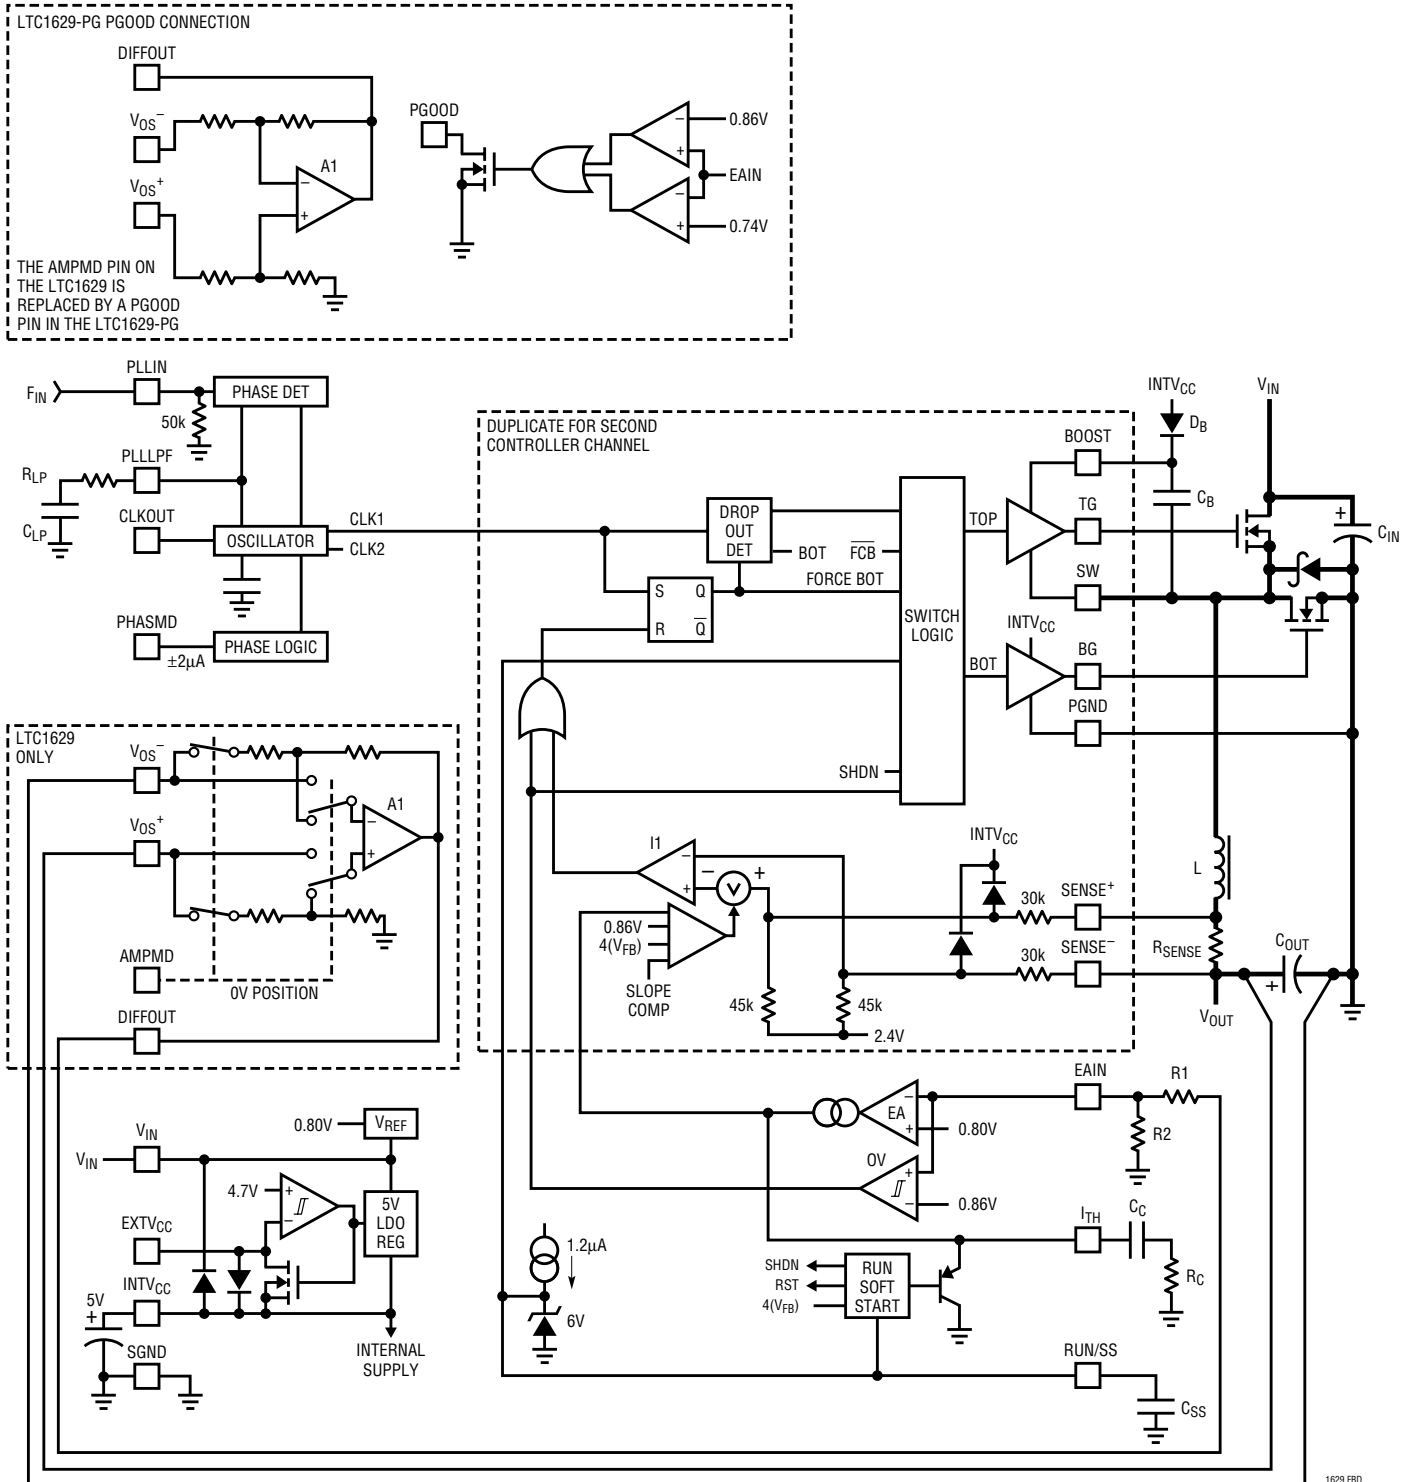 LTC1629-PG PGOOD CONNECTION
DIFFOUT
VOS−
VOS+
A1
−
+
THE AMPMD PIN ON
THE LTC1629 IS
REPLACED BY A PGOOD
PIN IN THE LTC1629-PG
PGOOD
−
+
−
+
0.86V
EAIN
0.74V
FIN
PLLIN
50k
PHASE DET
RLP
CLP
PLLLPF
CLKOUT
OSCILLATOR
CLK1
CLK2
PHASMD
±2µA
PHASE LOGIC
DUPLICATE FOR SECOND
CONTROLLER CHANNEL
DROP
OUT
DET
BOT
FCB
FORCE BOT
S Q
R Q
SWITCH
LOGIC
SHDN
TOP
BOT
INTVCC
BOOST
TG
SW
BG
PGND
INTVCC
DB
CB
VIN
+
CIN
LTC1629
ONLY
VOS−
VOS+
A1
−
+
AMPMD
0V POSITION
DIFFOUT
I1
−
+
−
+
V
0.86V
4(VFB)
SLOPE
COMP
45k
45k
2.4V
INTVCC
30k
SENSE+
30k
SENSE−
L
RSENSE
COUT
+
VOUT
EAIN
R1
R2
EA
−
+
0.80V
OV
+
−
0.86V
ITH
CC
RC
1.2µA
6V
SHDN
RST
4(VFB)
RUN
SOFT
START
RUN/SS
CSS
0.80V
VREF
VIN
VIN
4.7V
+
−
5V
LDO
REG
EXTVCC
INTVCC
5V
+
SGND
INTERNAL
SUPPLY
1629 FBD